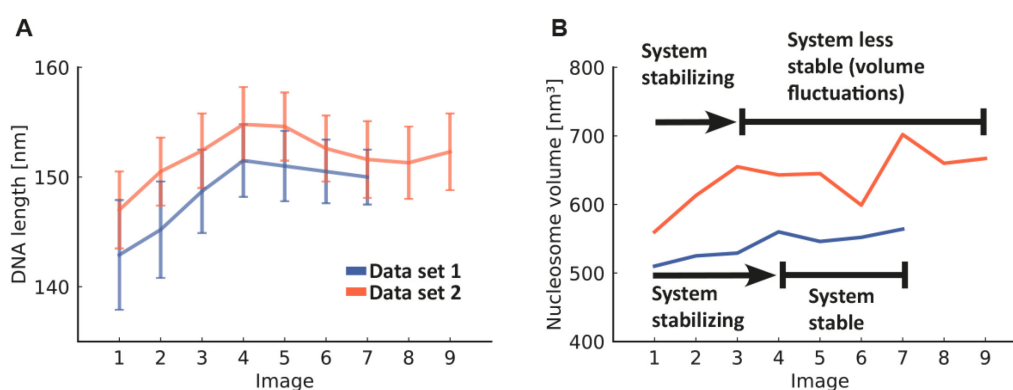 A
DNA length [nm]
160
150
140
1 2 3 4 5 6 7 8 9
Image
Data set 1
Data set 2
B
Nucleosome volume [nm³]
800
700
600
500
400
System
stabilizing
System less
stable (volume
fluctuations)
System
stabilizing
System
stable
1 2 3 4 5 6 7 8 9
Image